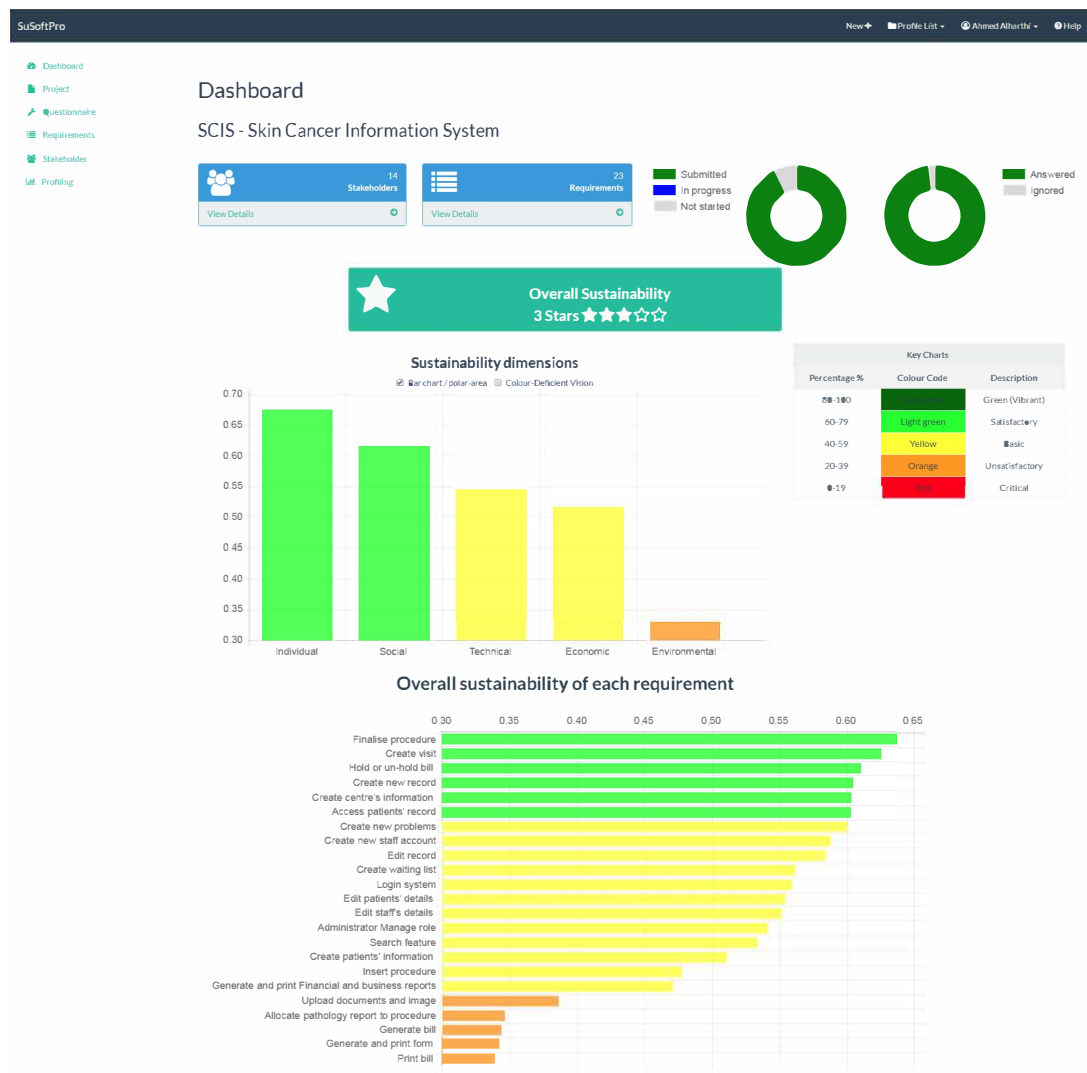 SuSoftPro
New Profile List Ahmed Alharthi Help
Dashboard
Project
Questionnaire
Requirements
Stakeholder
Profiling
Dashboard
SCIS - Skin Cancer Information System
14
Stakeholders
View Details
23
Requirements
View Details
Submitted
In progress
Not started
Answered
Ignored
Overall Sustainability
3 Stars
Sustainability dimensions
Bar chart / polar-area Colour-Deficient Vision
0.70
0.65
0.60
0.55
0.50
0.45
0.40
0.35
0.30
Individual Social Technical Economic Environmental
Key Charts
Percentage % Colour Code Description
80-100 Green (Vibrant)
60-79 Light green Satisfactory
40-59 Yellow Basic
20-39 Orange Unsatisfactory
0-19 Red Critical
Overall sustainability of each requirement
0.30 0.35 0.40 0.45 0.50 0.55 0.60 0.65
Finalise procedure
Create visit
Hold or un-hold bill
Create new record
Create centre's information
Access patients' record
Create new problems
Create new staff account
Edit record
Create waiting list
Login system
Edit patients' details
Edit staff's details
Administrator Manage role
Search feature
Create patients' information
Insert procedure
Generate and print Financial and business reports
Upload documents and image
Allocate pathology report to procedure
Generate bill
Generate and print form
Print bill